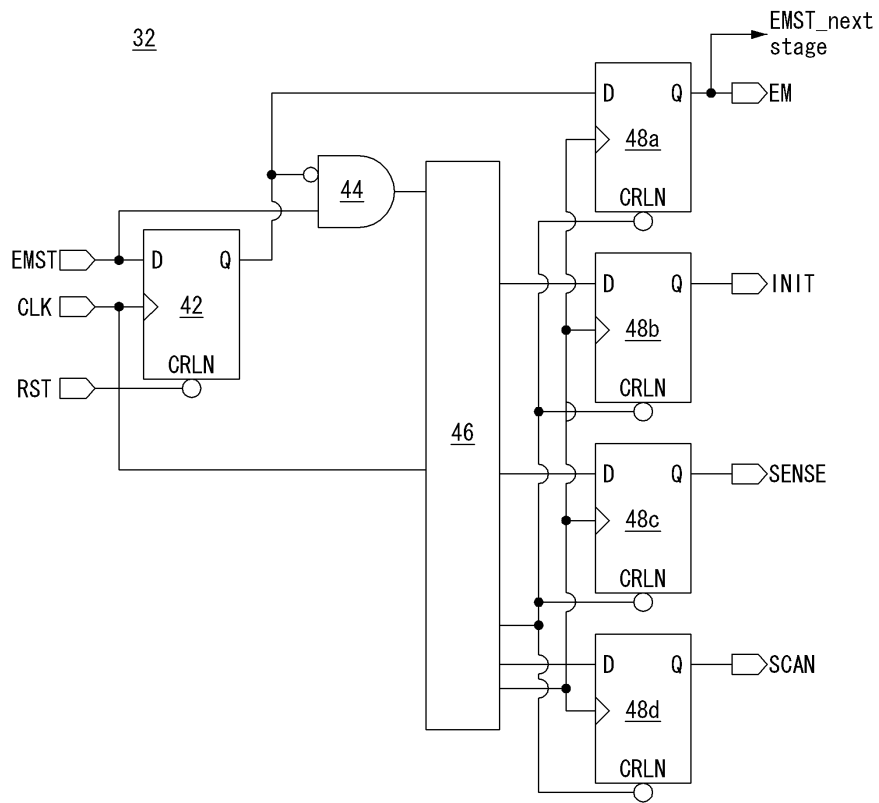 32
EMST_next
stage
D Q EM
48a
CRLN
44
EMST D Q
CLK 42
CRLN
RST
D Q INIT
48b
CRLN
46
D Q SENSE
48c
CRLN
D Q SCAN
48d
CRLN